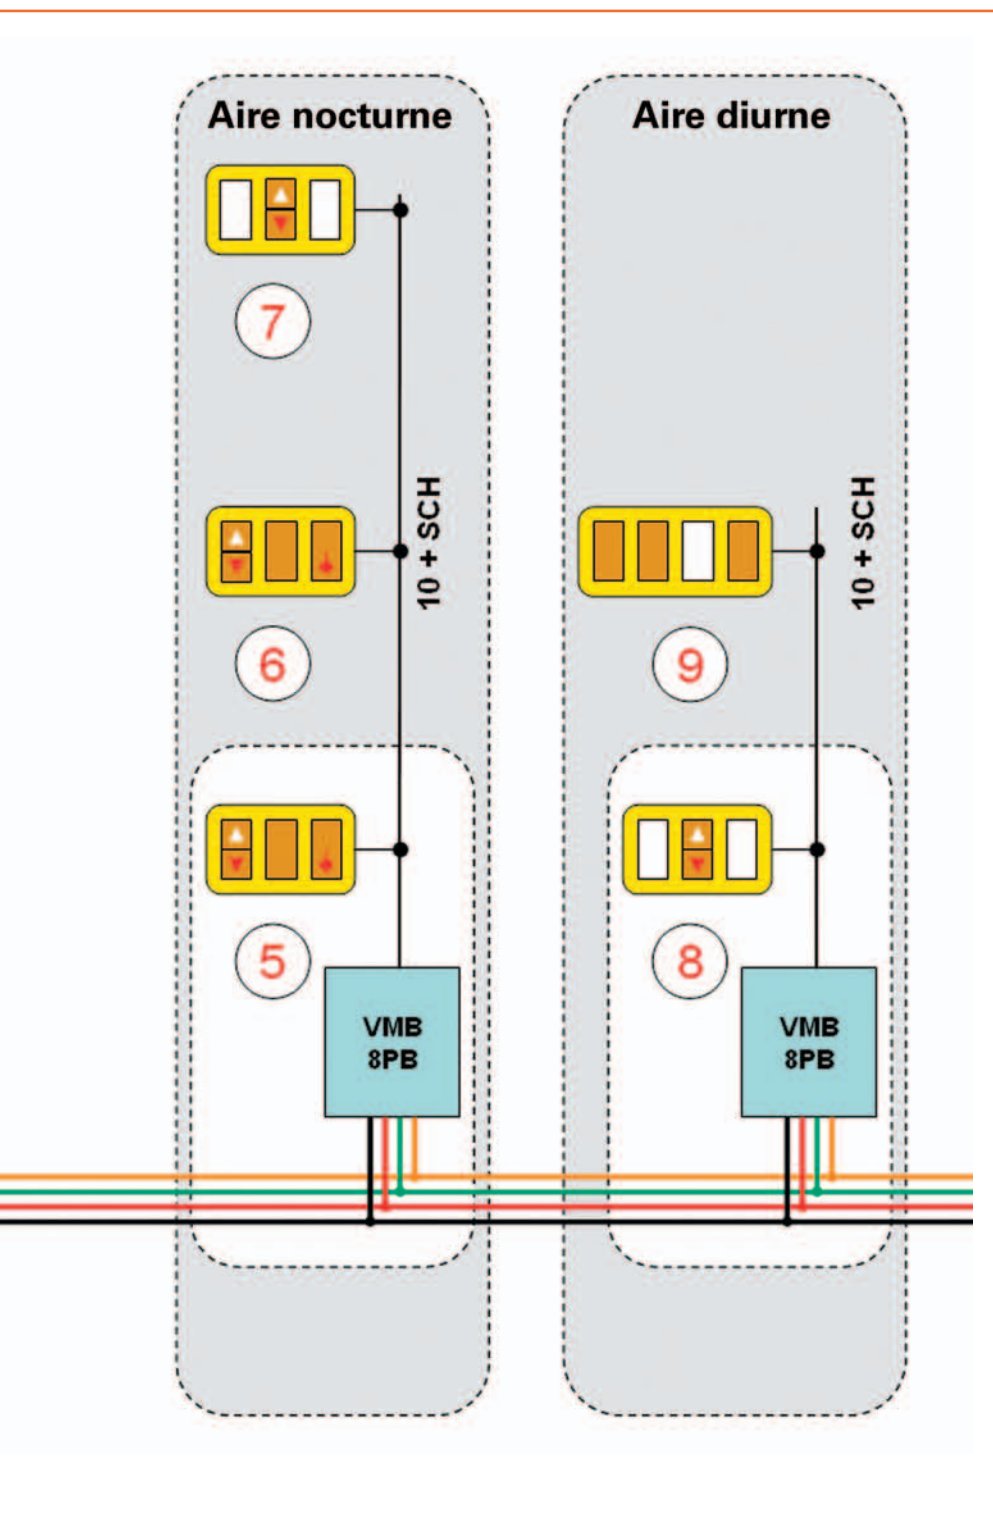 Aire nocturne
7
10 + SCH
6
5
VMB
8PB
Aire diurne
10 + SCH
9
8
VMB
8PB